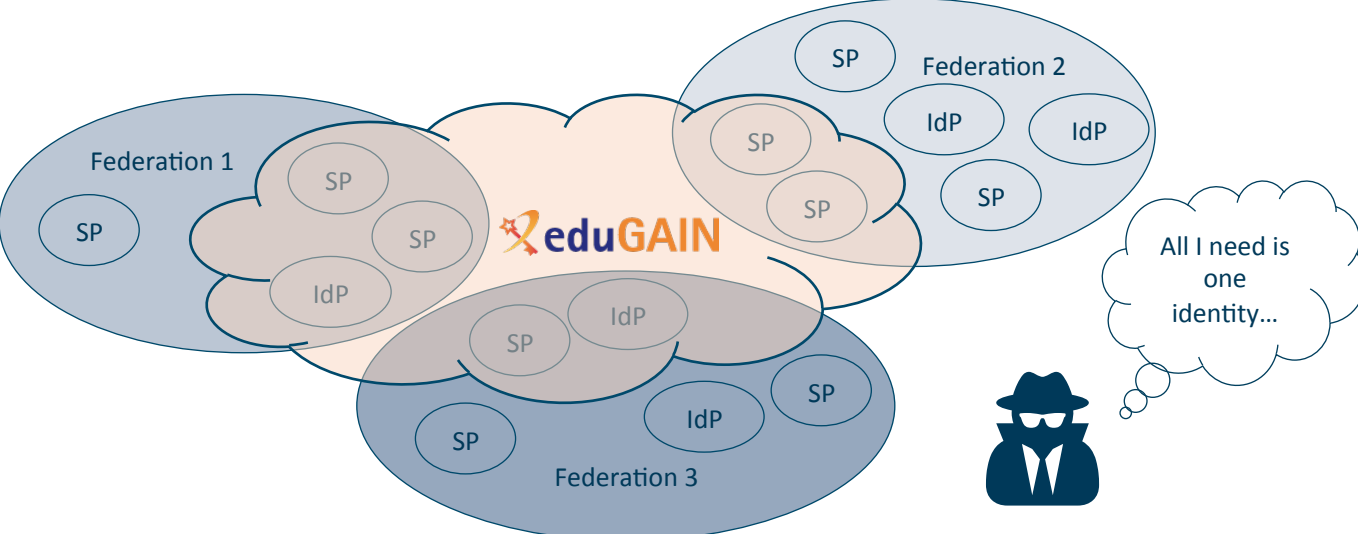 Federation 1
SP
SP
SP
IdP
eduGAIN
Federation 2
SP
IdP
IdP
SP
SP
SP
SP
IdP
SP
IdP
SP
Federation 3
All I need is
one
identity...